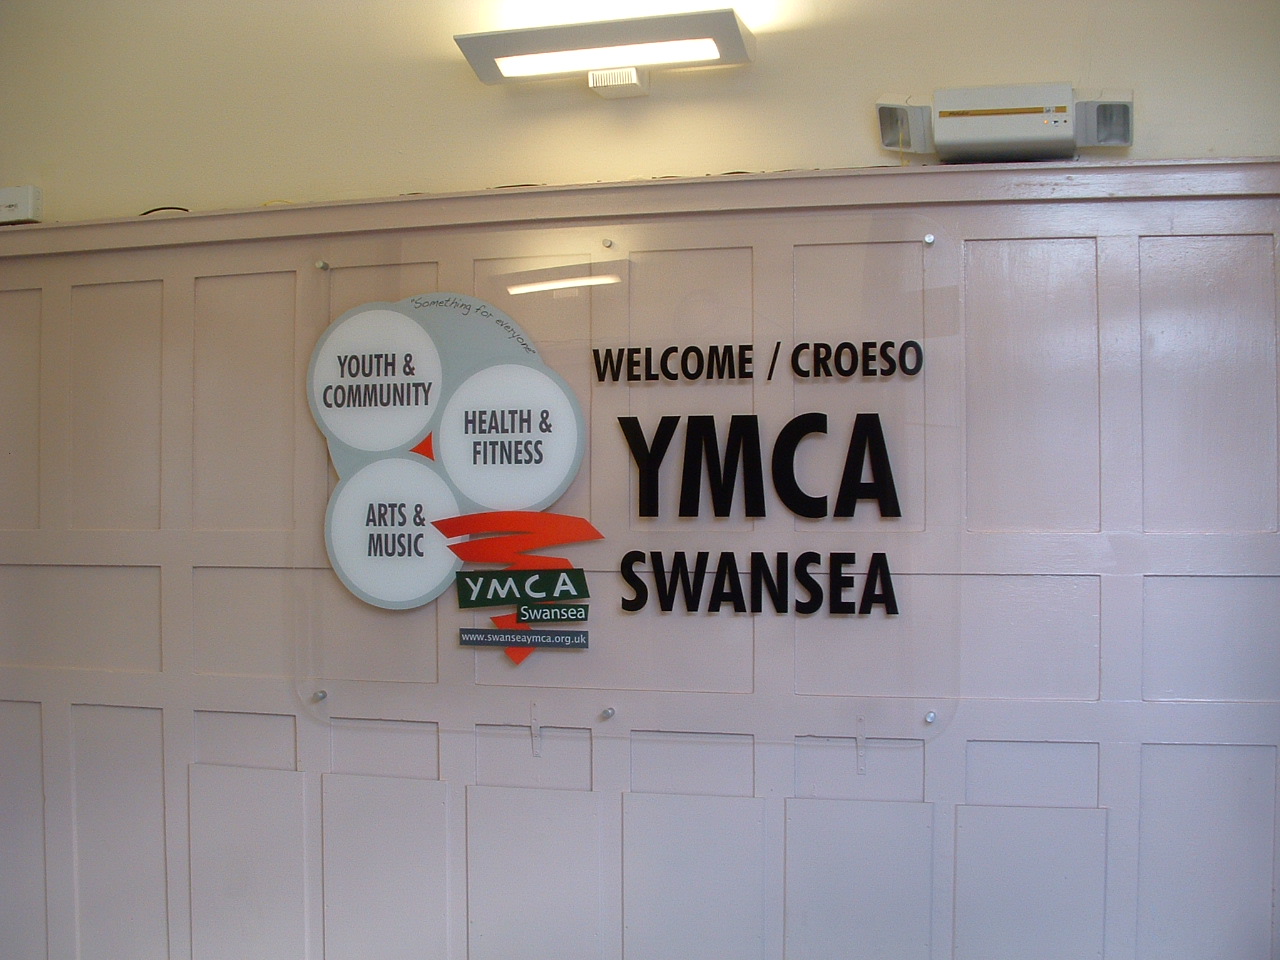 "Something for everyone"
YOUTH &
COMMUNITY
HEALTH &
FITNESS
ARTS &
MUSIC
YMCA
Swansea
www.swanseaymca.org.uk
WELCOME / CROESO
YMCA
SWANSEA